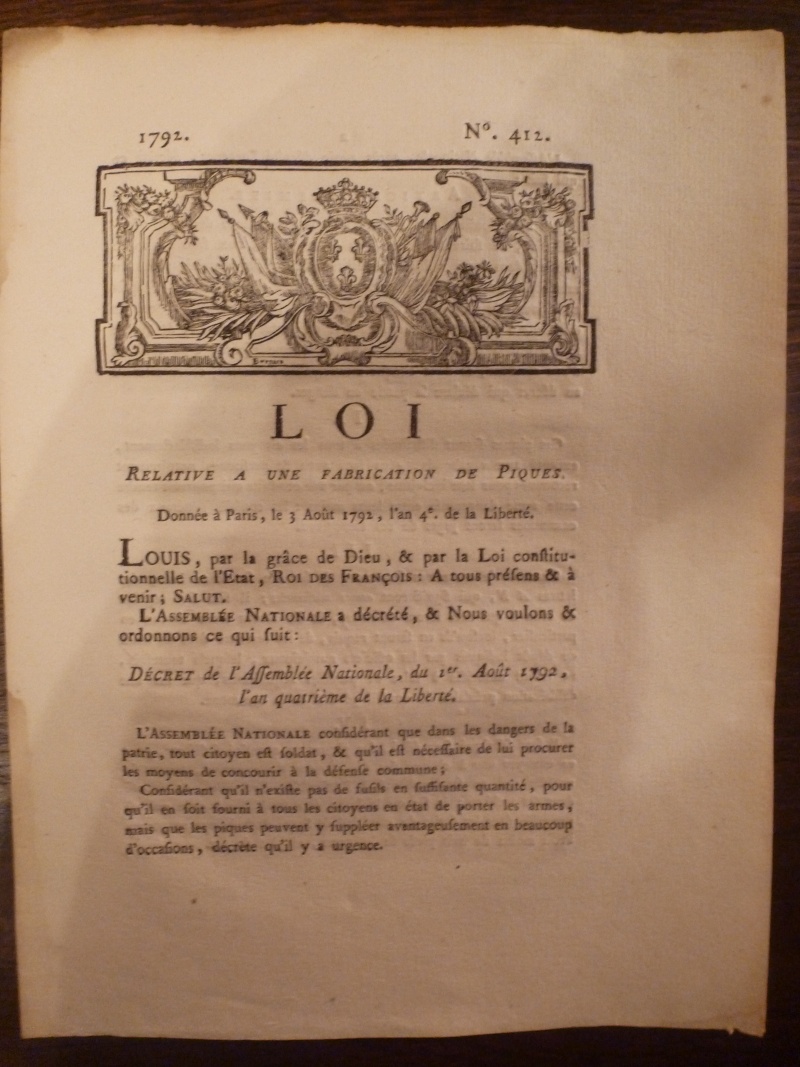 1792.
Nº. 412.
LOI
RELATIVE A UNE FABRICATION DE PIQUES.
Donnée à Paris, le 3 Août 1792, l'an 4e. de la Liberté.
LOUIS, par la grâce de Dieu, & par la Loi conſtitu-
tionnelle de l'Etat, ROI DES FRANÇOIS: A tous préſens & à
venir; SALUT.
L'ASSEMBLÉE NATIONALE a décrété, & Nous voulons &
ordonnons ce qui ſuit:
DÉCRET de l'Aſſemblée Nationale, du 1er. Août 1792,
l'an quatrième de la Liberté.
L'ASSEMBLÉE NATIONALE conſidérant que dans les dangers de la
patrie, tout citoyen eſt ſoldat, & qu'il eſt néceſſaire de lui procurer
les moyens de concourir à la défenſe commune;
Conſidérant qu'il n'exiſte pas de fuſils en ſuffiſante quantité, pour
qu'il en ſoit fourni à tous les citoyens en état de porter les armes,
mais que les piques peuvent y ſuppléer avantageuſement en beaucoup
d'occaſions, décrète qu'il y a urgence.